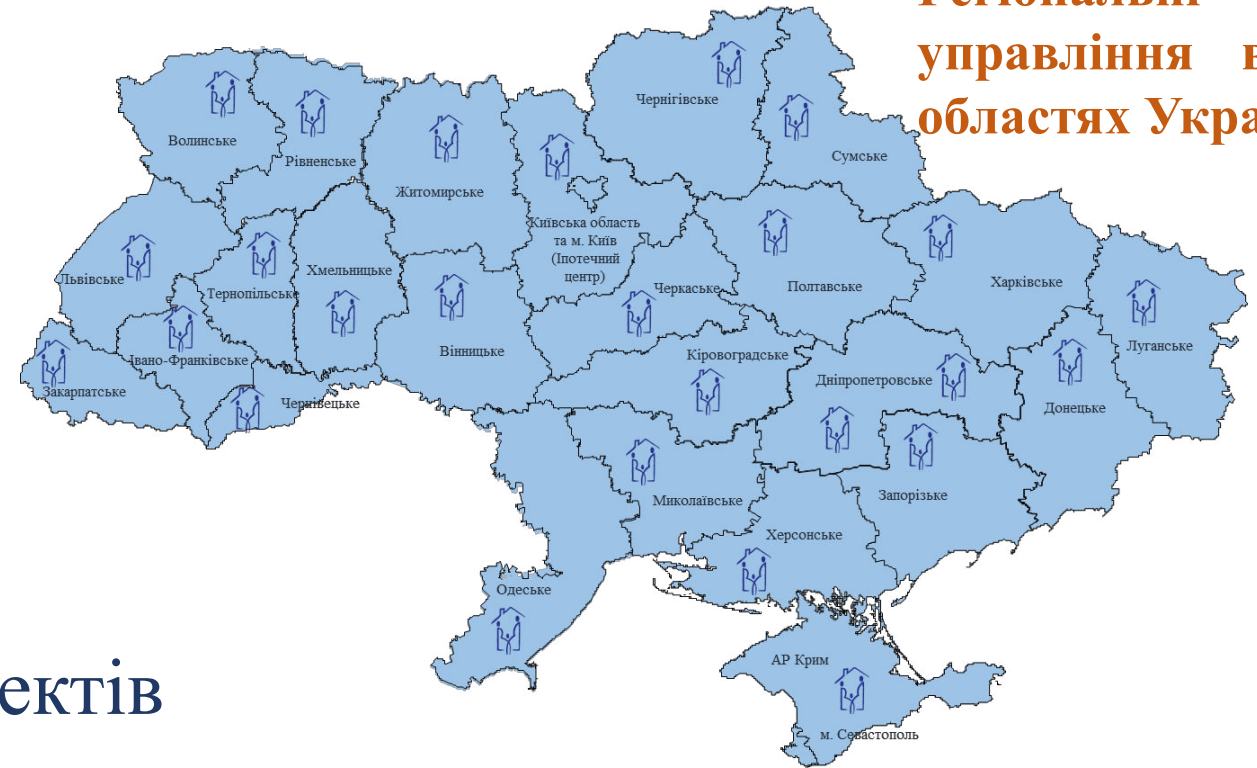 Регіональні
управління в
областях Укра
Чернігівське
Волинське
Рівненське
Сумське
Житомирське
Київська область
та м. Київ
(Іпотечний
центр)
Львівське
Тернопільське
Хмельницьке
Черкаське
Полтавське
Харківське
Івано-Франківське
Вінницьке
Кіровоградське
Луганське
Закарпатське
Чернівецьке
Дніпропетровське
Донецьке
Миколаївське
Запорізьке
Херсонське
Одеське
АР Крим
м. Севастополь
ектів